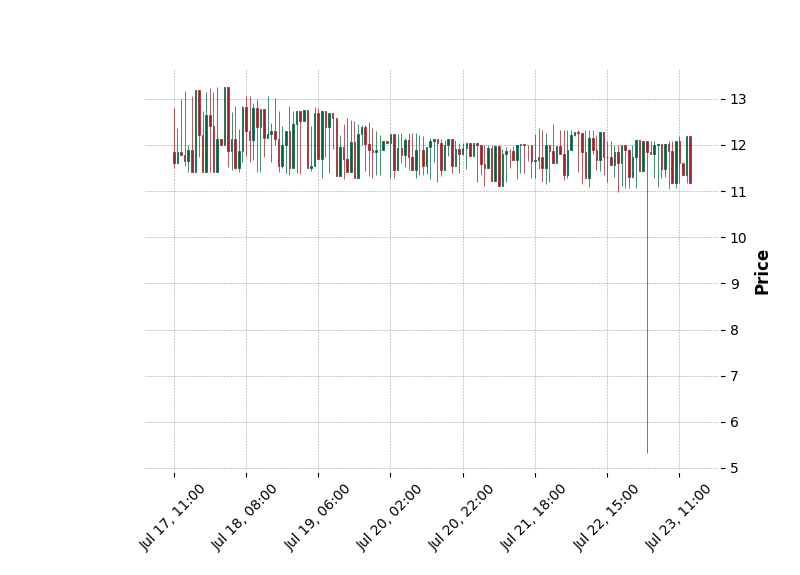 13
12
11
10
9
8
7
6
5
Price
Jul 17, 11:00
Jul 18, 08:00
Jul 19, 06:00
Jul 20, 02:00
Jul 20, 22:00
Jul 21, 18:00
Jul 22, 15:00
Jul 23, 11:00